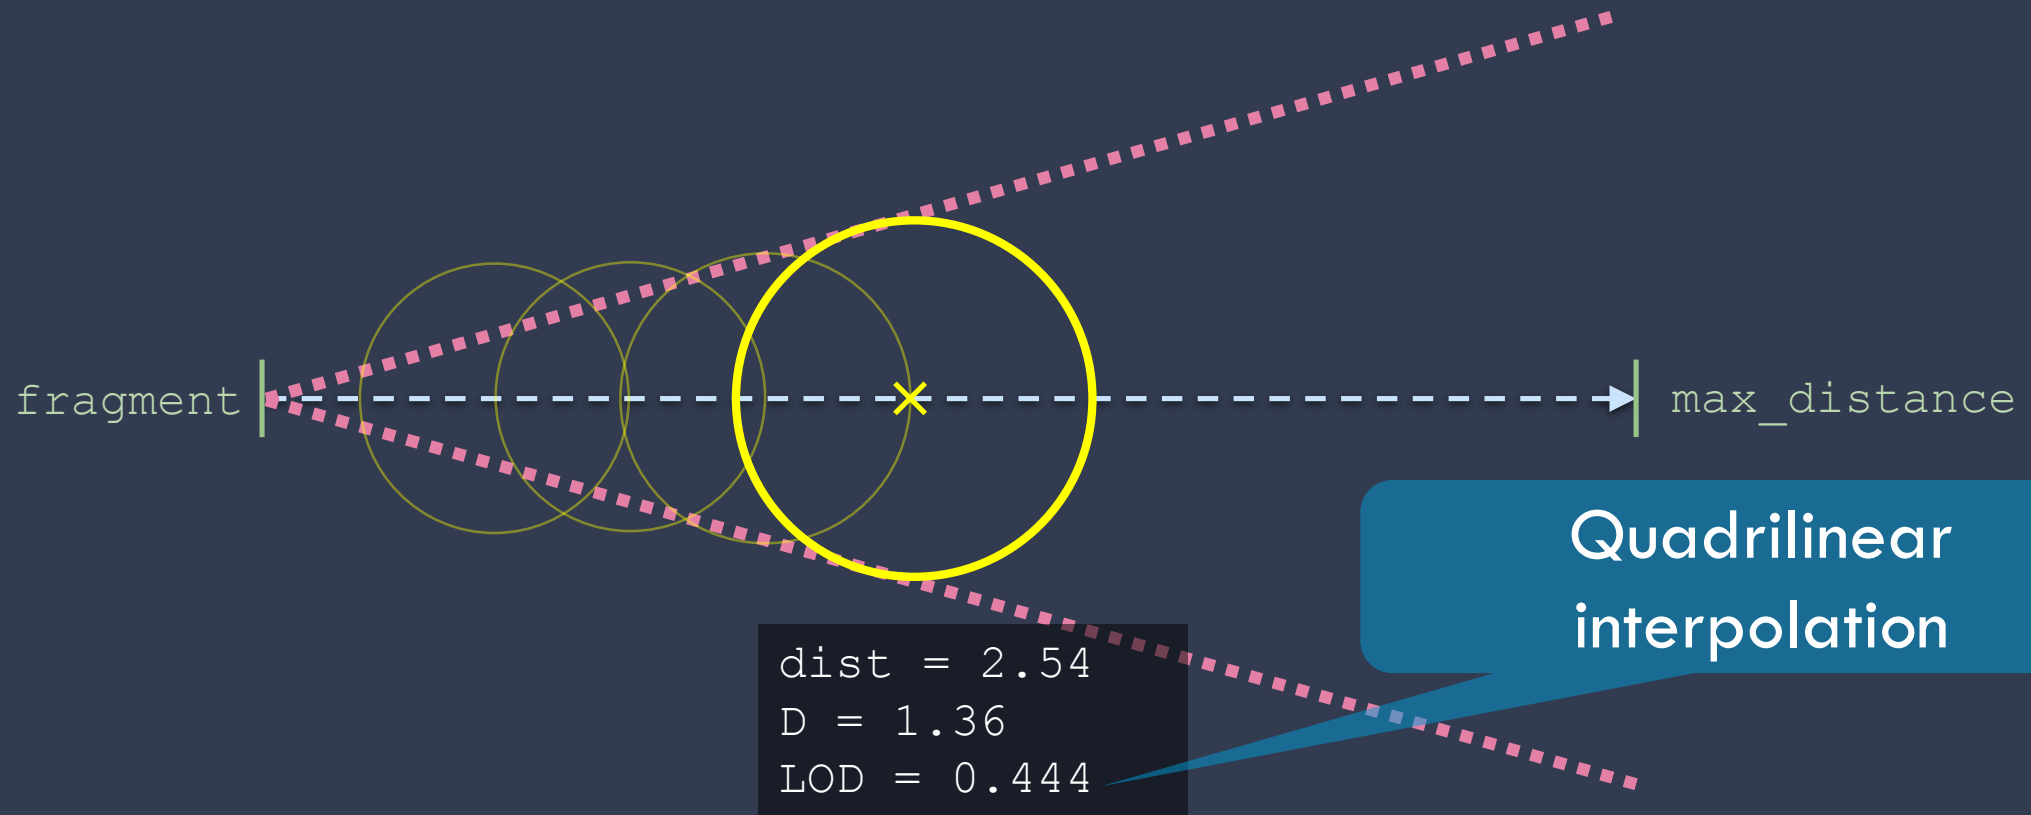 fragment
max_distance
Quadrilinear
interpolation
dist = 2.54
D = 1.36
LOD = 0.444